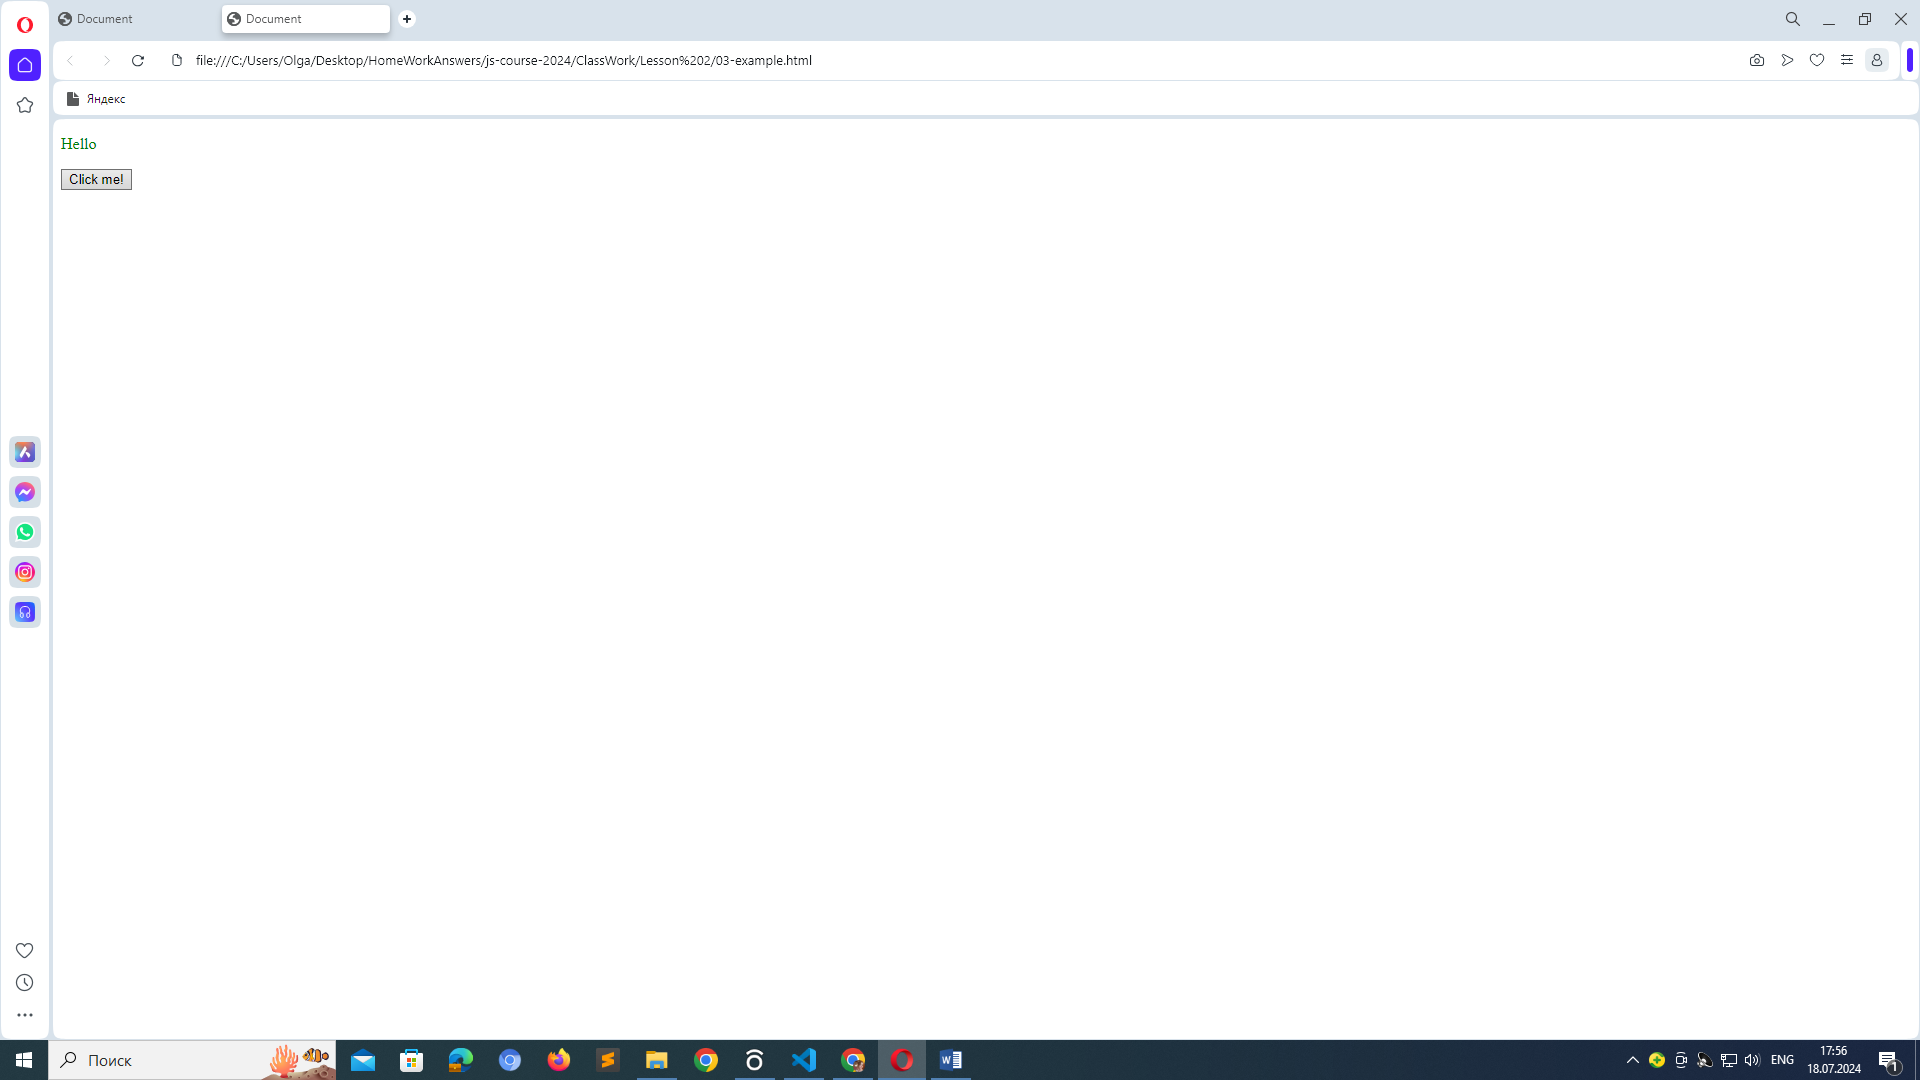 Document
Document
file:///C:/Users/Olga/Desktop/HomeWorkAnswers/js-course-2024/ClassWork/Lesson%202/03-example.html
Яндекс
Hello
Click me!
Поиск
ENG
17:56
18.07.2024
1